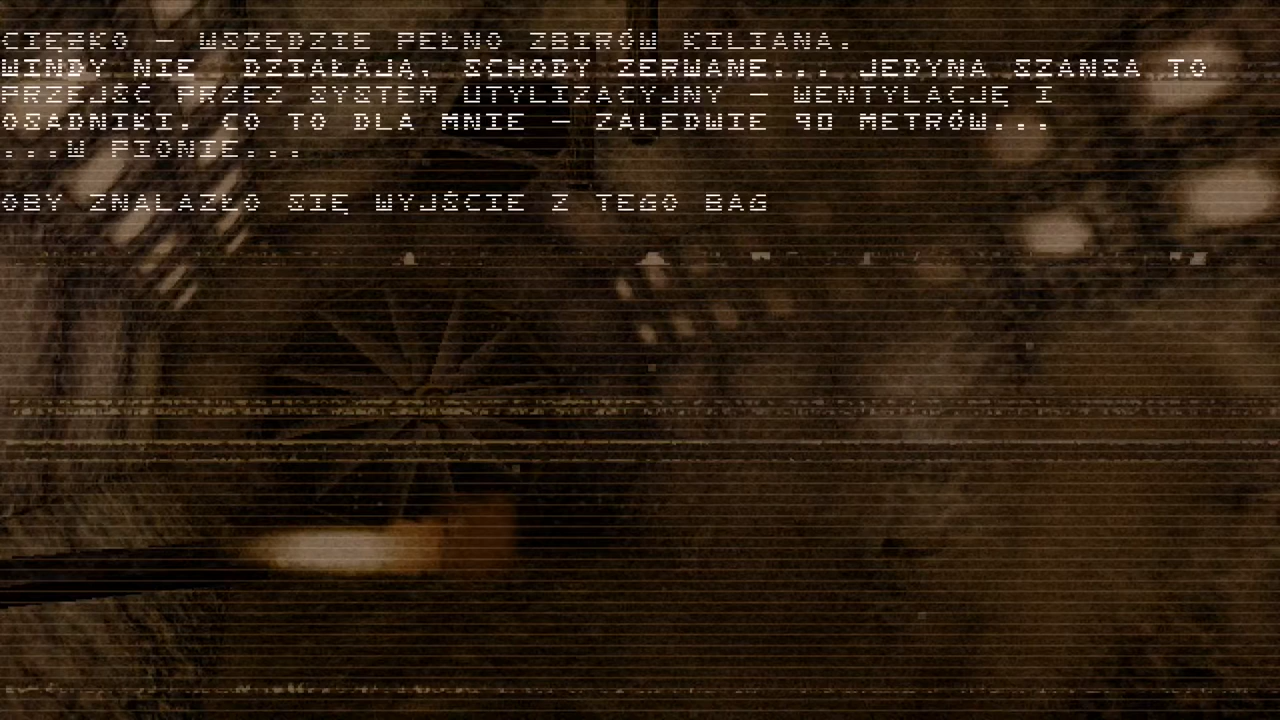 CIĘŻKO — WSZĘDZIE PEŁNO ZBIRÓW KILIANA.
WINDY NIE DZIAŁAJĄ, SCHODY ZERWANE... JEDYNA SZANSA TO
PRZEJŚĆ PRZEZ SYSTEM UTYLIZACYJNY — WENTYLACJĘ I
OSADNIKI. CO TO DLA MNIE — ZALEDWIE 90 METRÓW...
...W PIONIE...
OBY ZNALAZŁO SIĘ WYJŚCIE Z TEGO BAG